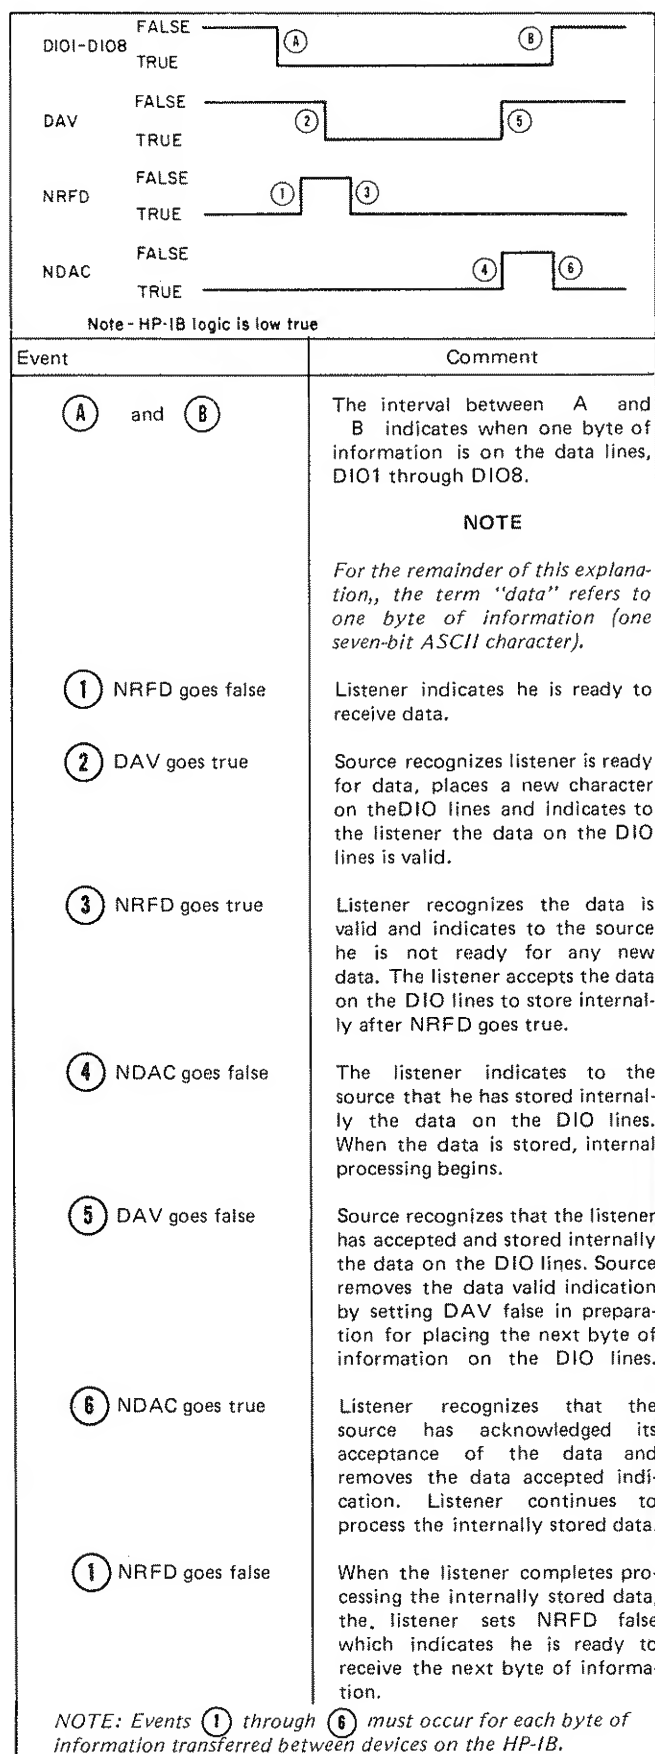 DIO1-DIO8
FALSE
TRUE
A
B
DAV
FALSE
TRUE
2
5
NRFD
FALSE
TRUE
1
3
NDAC
FALSE
TRUE
4
6
Note - HP-IB logic is low true
Event
Comment
A and B
The interval between A and
B indicates when one byte of
information is on the data lines,
DIO1 through DIO8.
NOTE
For the remainder of this explana-
tion,, the term "data" refers to
one byte of information (one
seven-bit ASCII character).
1 NRFD goes false
Listener indicates he is ready to
receive data.
2 DAV goes true
Source recognizes listener is ready
for data, places a new character
on theDIO lines and indicates to
the listener the data on the DIO
lines is valid.
3 NRFD goes true
Listener recognizes the data is
valid and indicates to the source
he is not ready for any new
data. The listener accepts the data
on the DIO lines to store internal-
ly after NRFD goes true.
4 NDAC goes false
The listener indicates to the
source that he has stored internal-
ly the data on the DIO lines.
When the data is stored, internal
processing begins.
5 DAV goes false
Source recognizes that the listener
has accepted and stored internally
the data on the DIO lines. Source
removes the data valid indication
by setting DAV false in prepara-
tion for placing the next byte of
information on the DIO lines.
6 NDAC goes true
Listener recognizes that the
source has acknowledged its
acceptance of the data and
removes the data accepted indi-
cation. Listener continues to
process the internally stored data.
1 NRFD goes false
When the listener completes pro-
cessing the internally stored data,
the. listener sets NRFD false
which indicates he is ready to
receive the next byte of informa-
tion.
NOTE: Events 1 through 6 must occur for each byte of
information transferred between devices on the HP-IB.